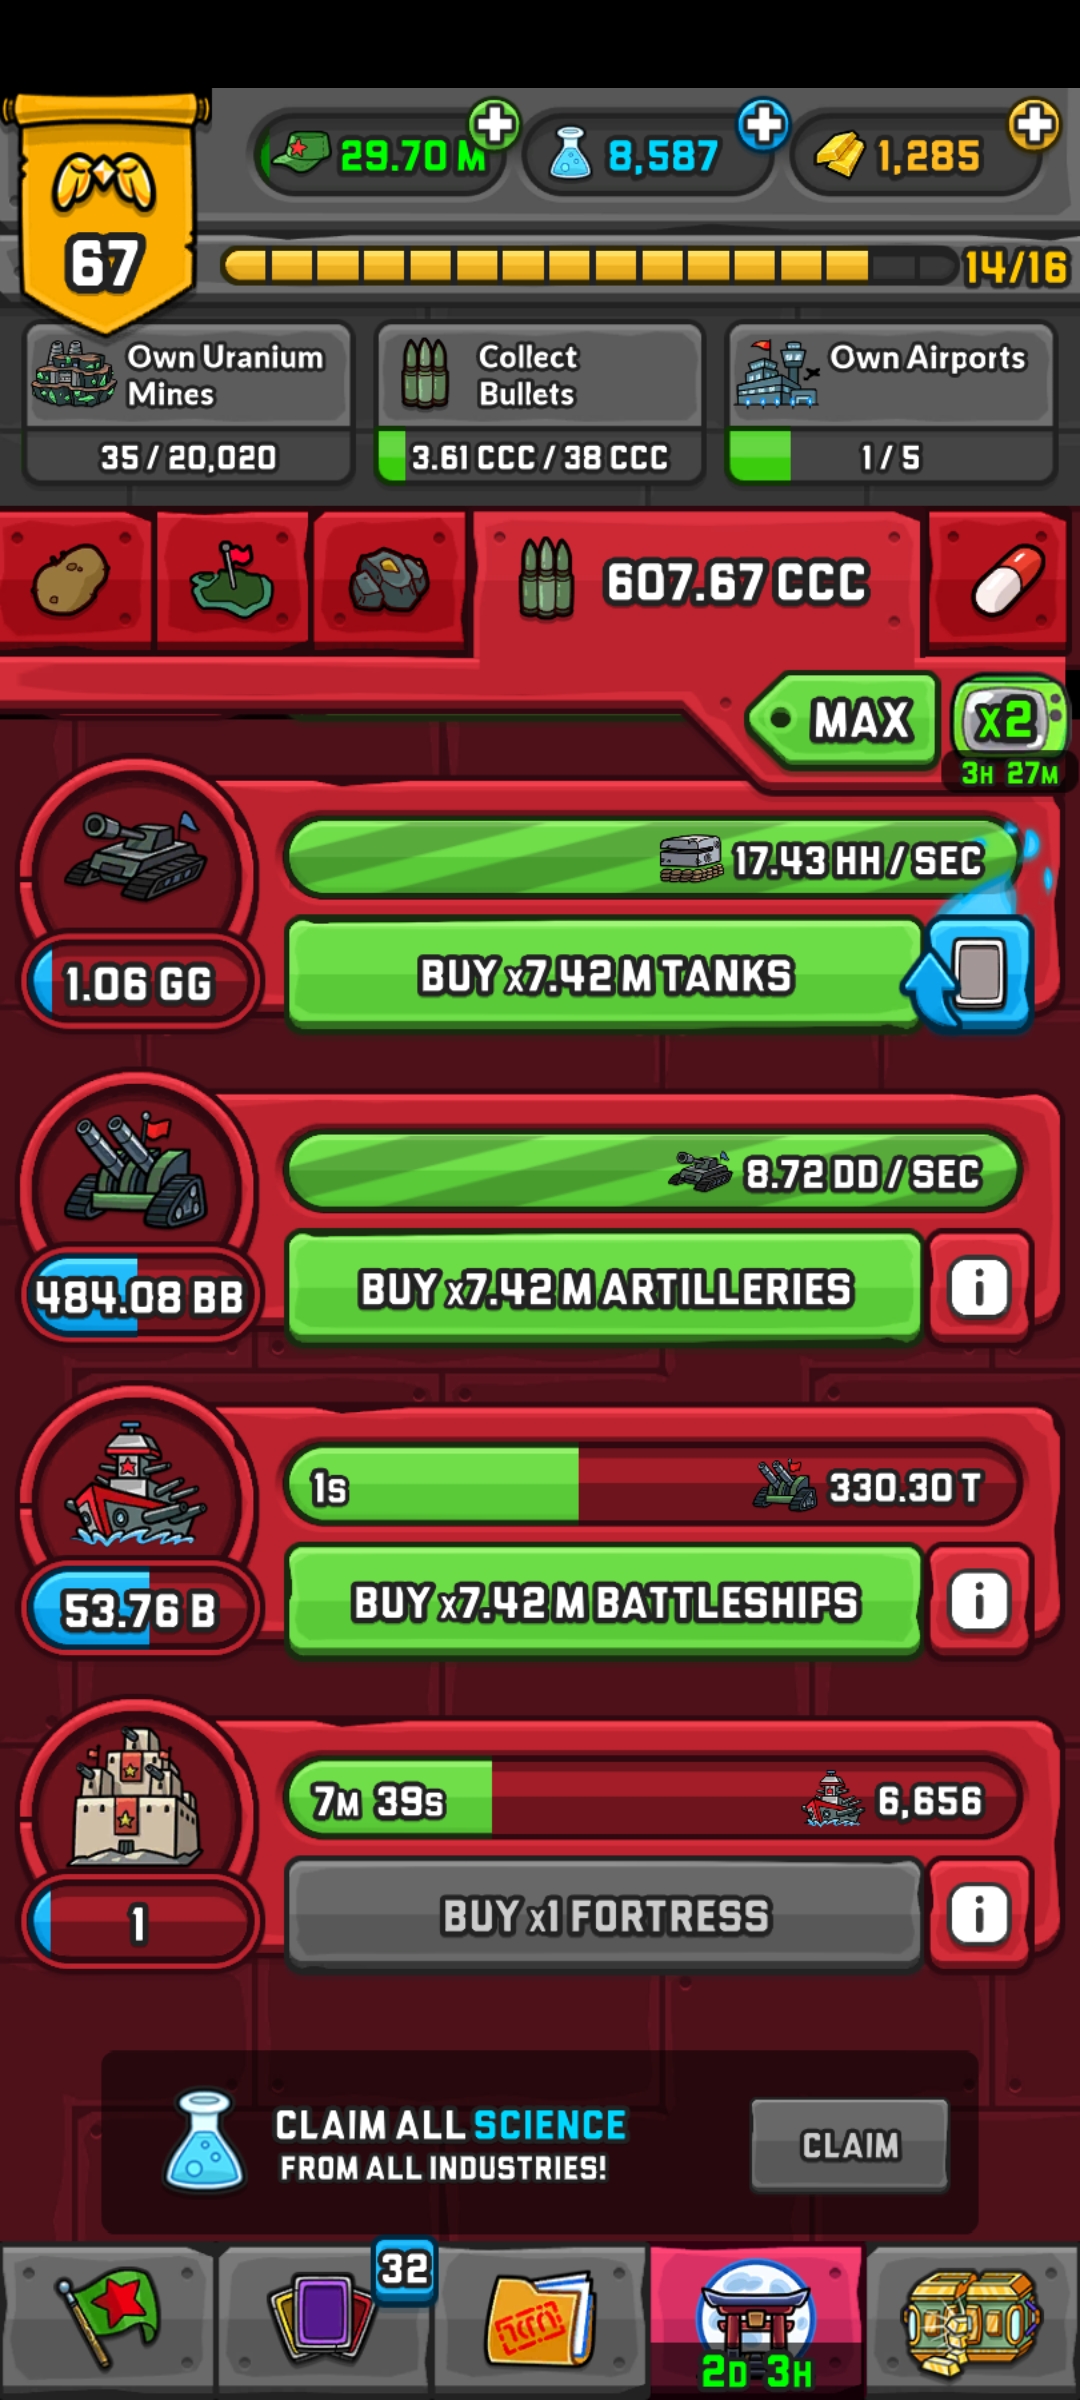 29.70 M
8,587
1,285
67
14/16
Own Uranium
Mines
35 / 20,020
Collect
Bullets
3.61 CCC / 38 CCC
Own Airports
1 / 5
607.67 CCC
MAX
x2
3H 27M
17.43 HH / SEC
1.06 GG
BUY x7.42 M TANKS
8.72 DD / SEC
484.08 BB
BUY x7.42 M ARTILLERIES
i
1S
330.30 T
53.76 B
BUY x7.42 M BATTLESHIPS
i
7M 39S
6,656
1
BUY x1 FORTRESS
i
CLAIM ALL SCIENCE
FROM ALL INDUSTRIES!
CLAIM
32
2D 3H